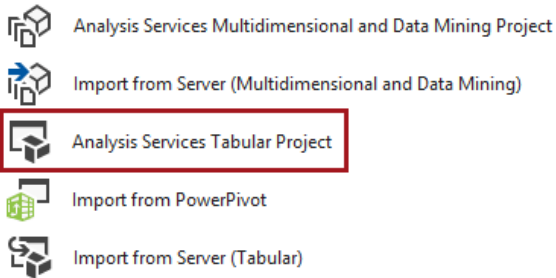 Analysis Services Multidimensional and Data Mining Project
Import from Server (Multidimensional and Data Mining)
Analysis Services Tabular Project
Import from PowerPivot
Import from Server (Tabular)